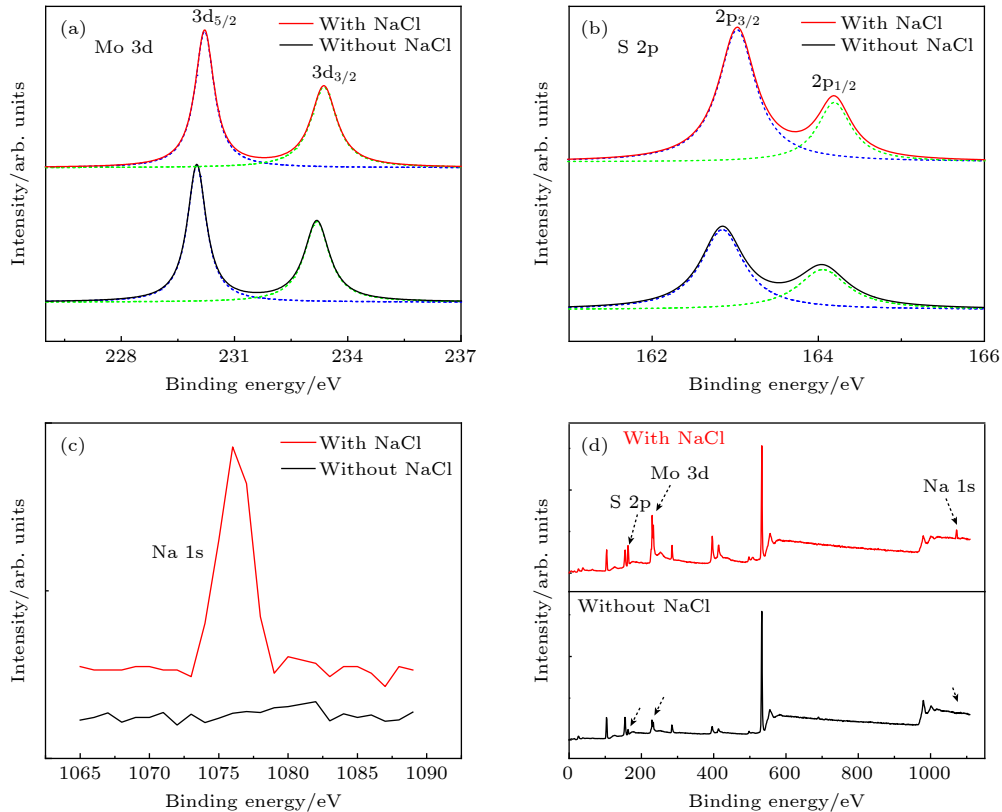 (a)
Mo 3d
3d5/2
3d3/2
With NaCl
Without NaCl
Intensity/arb. units
228
231
234
237
Binding energy/eV
(b)
S 2p
2p3/2
2p1/2
With NaCl
Without NaCl
Intensity/arb. units
162
164
166
Binding energy/eV
(c)
With NaCl
Without NaCl
Na 1s
Intensity/arb. units
1065
1070
1075
1080
1085
1090
Binding energy/eV
(d)
With NaCl
Mo 3d
S 2p
Na 1s
Without NaCl
Intensity/arb. units
0
200
400
600
800
1000
Binding energy/eV